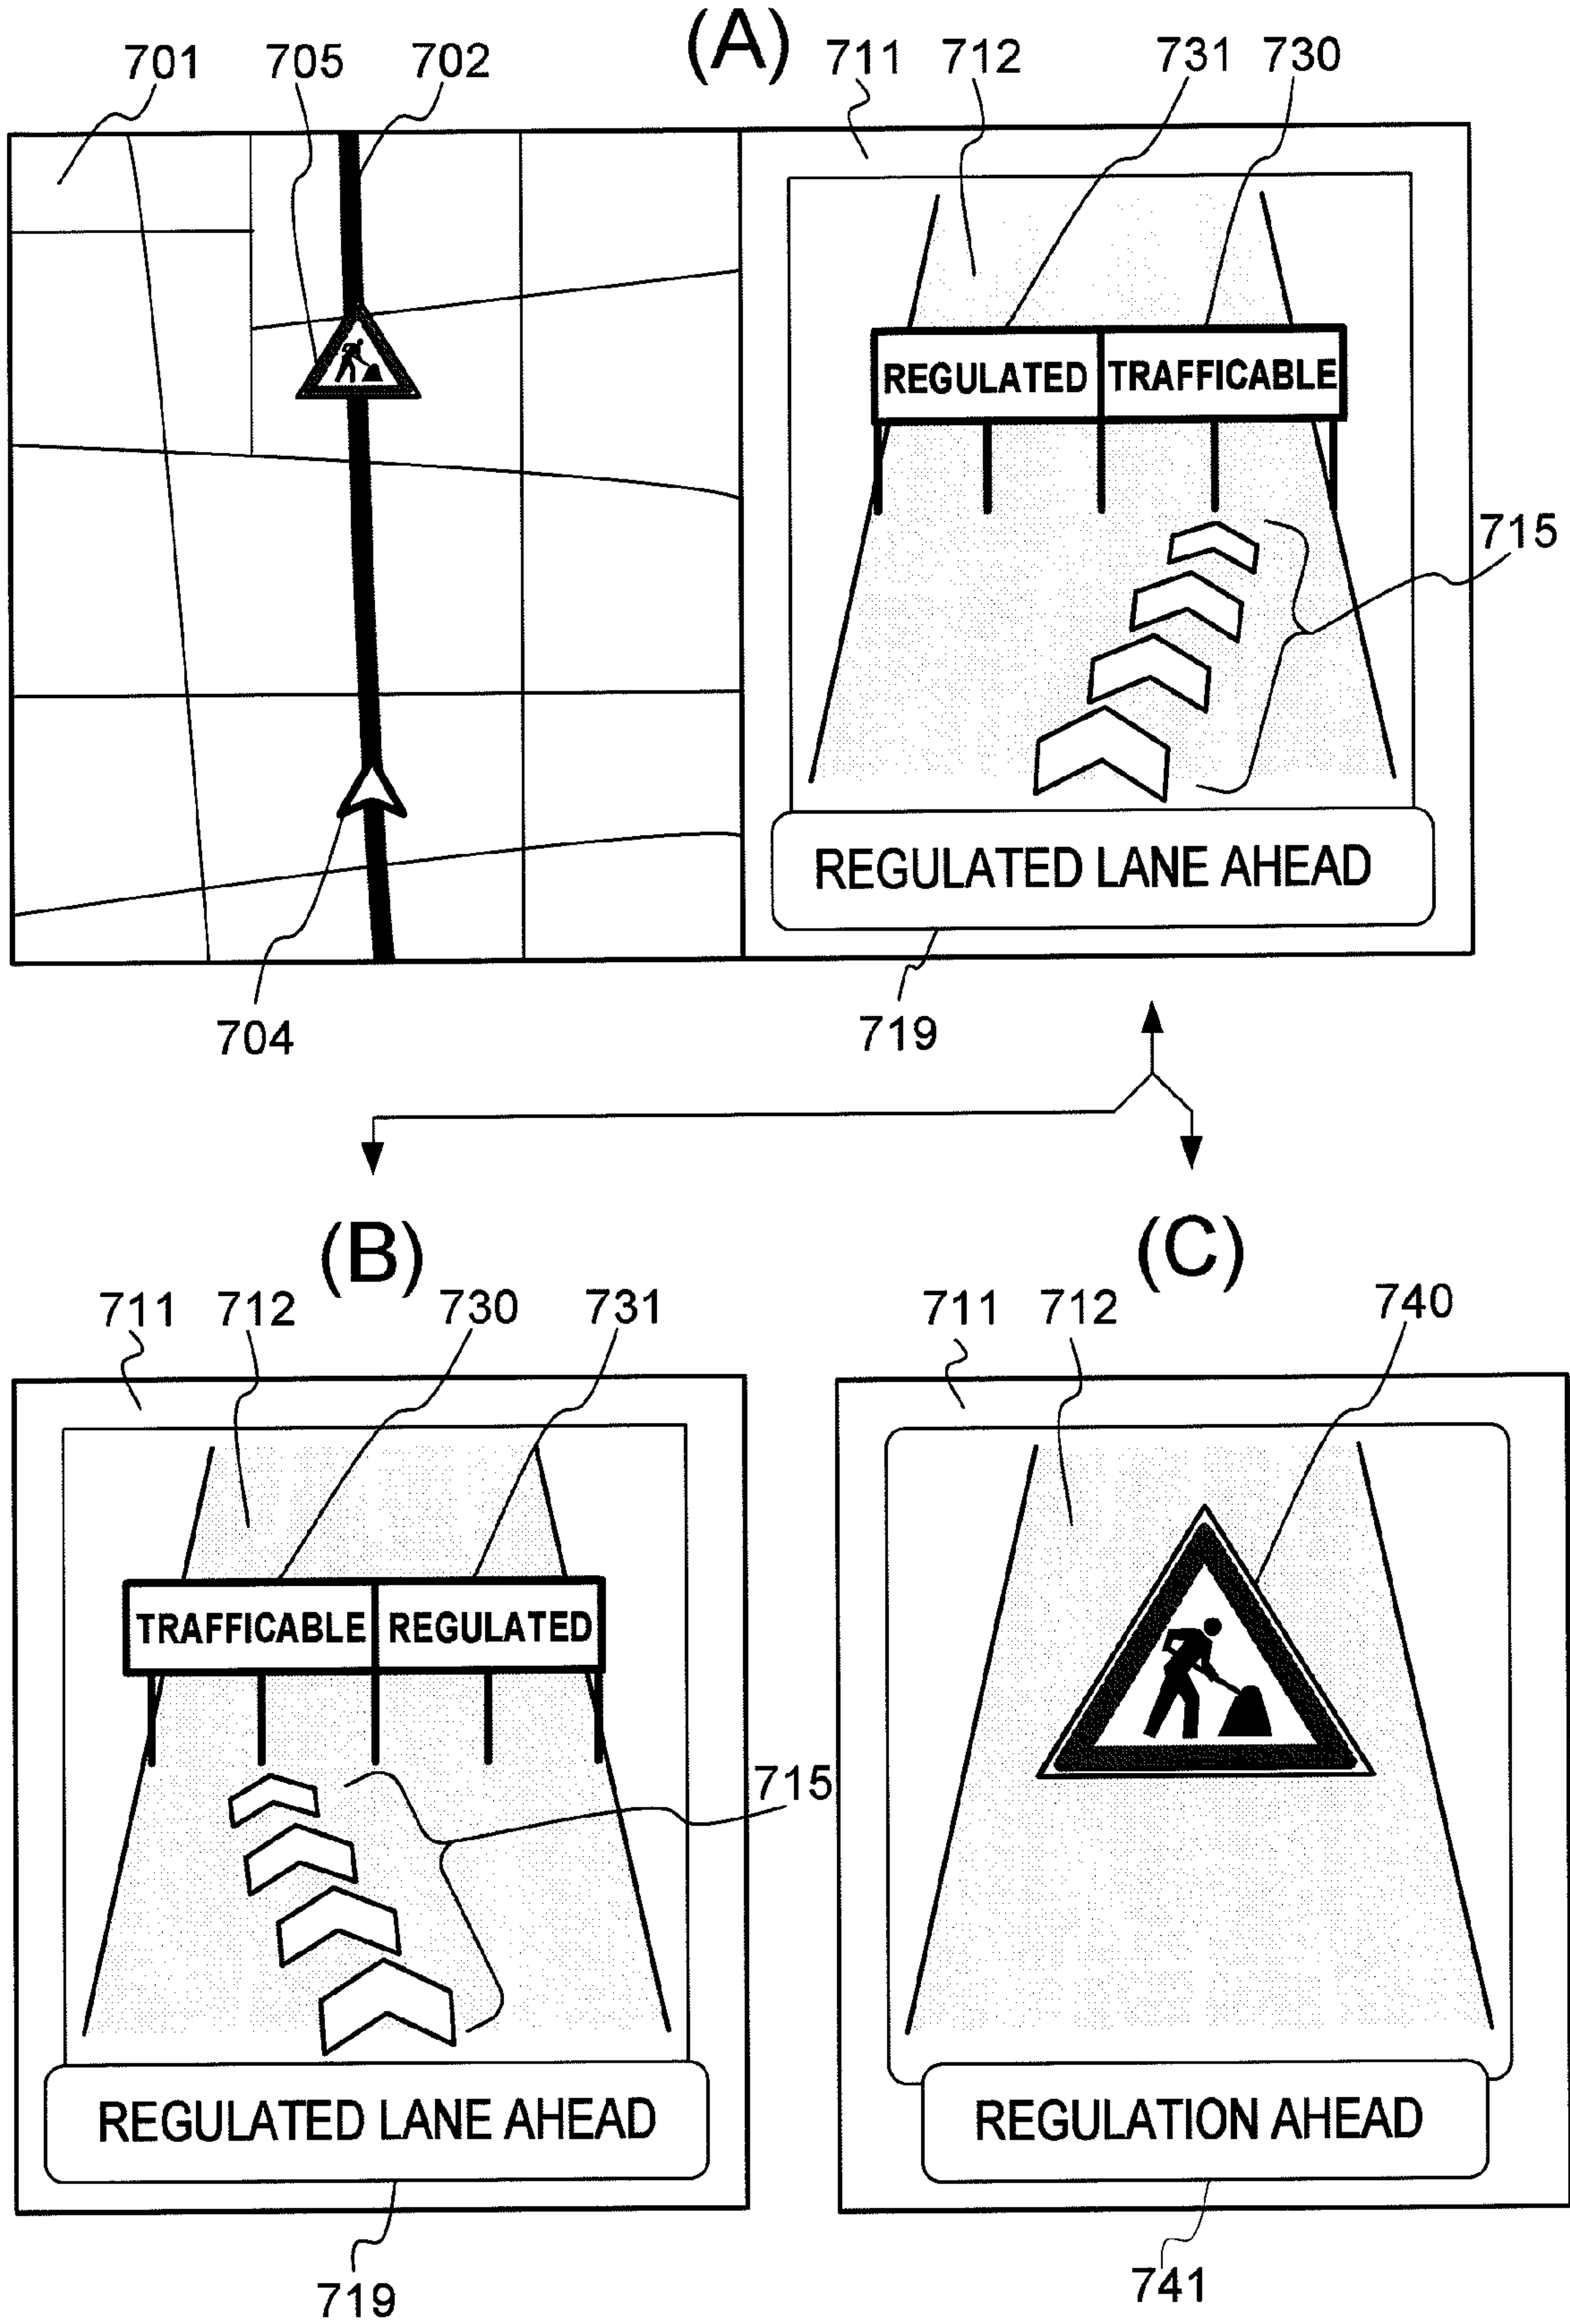 (A)
701 705 702 711 712 731 730
REGULATED TRAFFICABLE
715
REGULATED LANE AHEAD
704 719
(B) (C)
711 712 730 731 711 712 740
TRAFFICABLE REGULATED
715
REGULATED LANE AHEAD REGULATION AHEAD
719 741